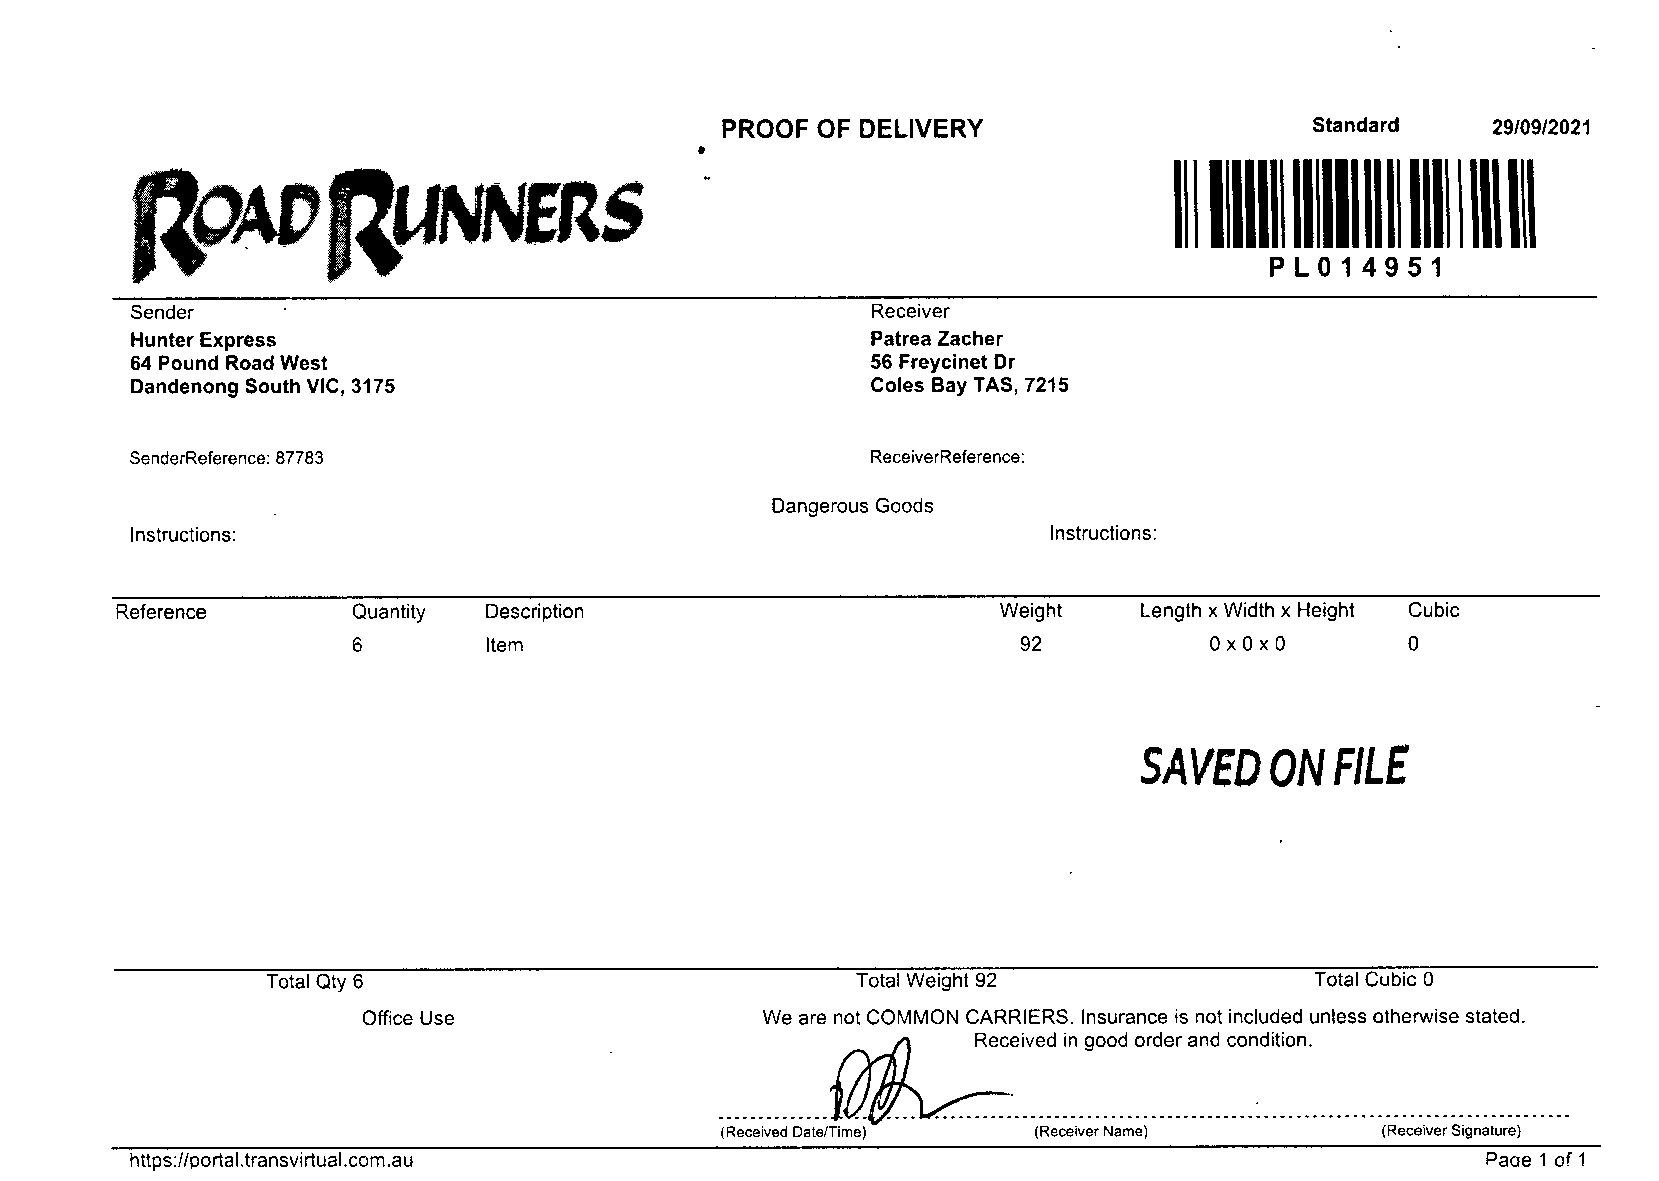 PROOF OF DELIVERY Standard 29/09/2021
ROAD RUNNERS
PL014951
Sender Receiver
Hunter Express Patrea Zacher
64 Pound Road West 56 Freycinet Dr
Dandenong South VIC, 3175 Coles Bay TAS, 7215
SenderReference: 87783 ReceiverReference:
Dangerous Goods
Instructions: Instructions:
Reference Quantity Description Weight Length x Width x Height Cubic
6 Item 92 0 x 0 x 0 0
SAVED ON FILE
Total Qty 6 Total Weight 92 Total Cubic 0
Office Use We are not COMMON CARRIERS. Insurance is not included unless otherwise stated.
Received in good order and condition.
(Received Date/Time) (Receiver Name) (Receiver Signature)
https://portal.transvirtual.com.au Page 1 of 1